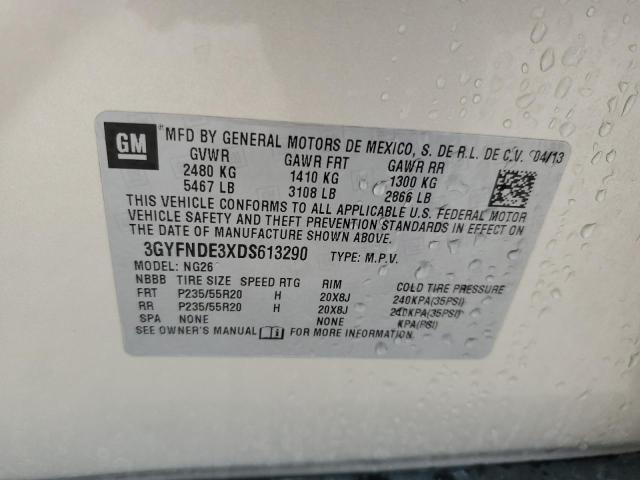 GM *MFD BY GENERAL MOTORS DE MEXICO, S. DE R.L. DE C.V. *04/13
GVWR GAWR FRT GAWR RR
2480 KG 1410 KG 1300 KG
5467 LB 3108 LB 2866 LB
THIS VEHICLE CONFORMS TO ALL APPLICABLE U.S. FEDERAL MOTOR
VEHICLE SAFETY AND THEFT PREVENTION STANDARDS IN EFFECT ON
THE DATE OF MANUFACTURE SHOWN ABOVE.
3GYFNDE3XDS613290 TYPE: M.P.V.
MODEL: NG26
NBBB TIRE SIZE SPEED RTG RIM COLD TIRE PRESSURE
FRT P235/55R20 H 20X8J 240KPA(35PSI)
RR P235/55R20 H 20X8J 240KPA(35PSI)
SPA NONE NONE KPA(PSI)
SEE OWNER'S MANUAL FOR MORE INFORMATION.